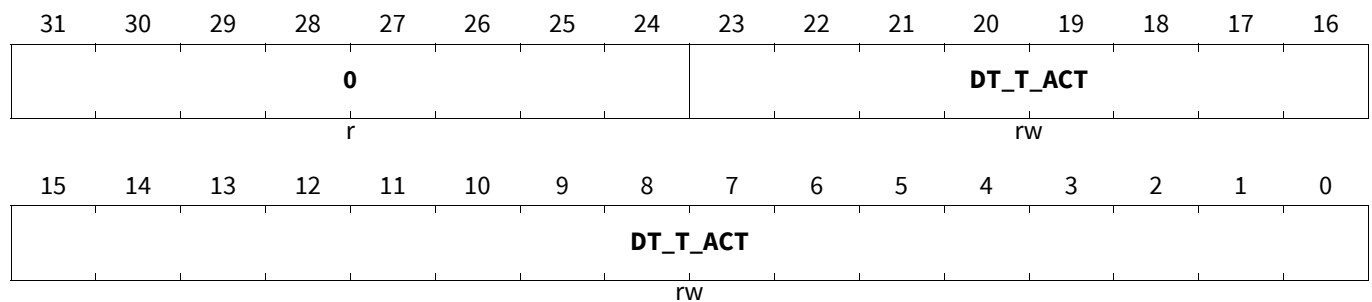 31 30 29 28 27 26 25 24 23 22 21 20 19 18 17 16
0 DT_T_ACT
r rw
15 14 13 12 11 10 9 8 7 6 5 4 3 2 1 0
DT_T_ACT
rw